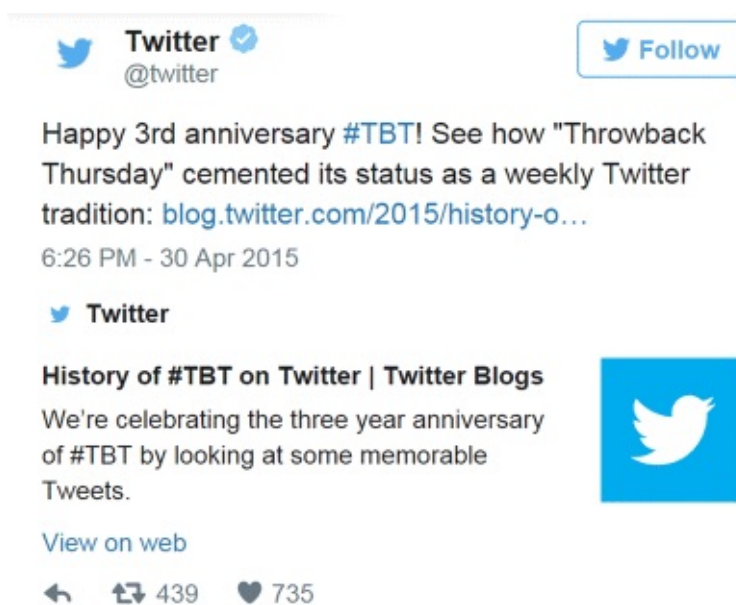 Twitter
@twitter
Follow
Happy 3rd anniversary #TBT! See how "Throwback
Thursday" cemented its status as a weekly Twitter
tradition: blog.twitter.com/2015/history-o…
6:26 PM - 30 Apr 2015
Twitter
History of #TBT on Twitter | Twitter Blogs
We're celebrating the three year anniversary
of #TBT by looking at some memorable
Tweets.
View on web
439 735